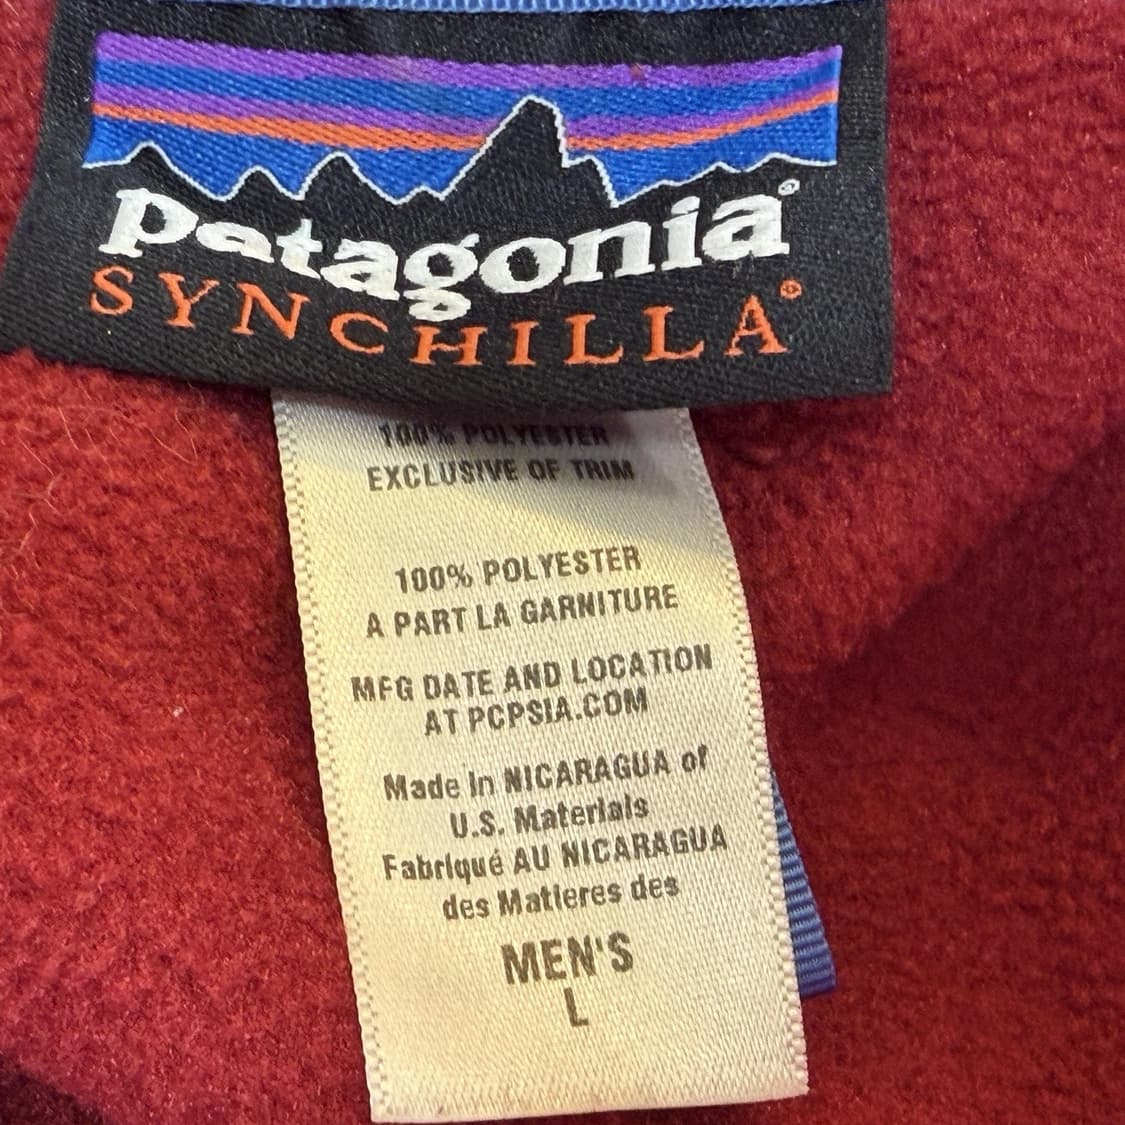 patagonia®
SYNCHILLA®
100% POLYESTER
EXCLUSIVE OF TRIM
100% POLYESTER
A PART LA GARNITURE
MFG DATE AND LOCATION
AT PCPSIA.COM
Made in NICARAGUA of
U.S. Materials
Fabriqué AU NICARAGUA
des Matieres des
MEN'S
L